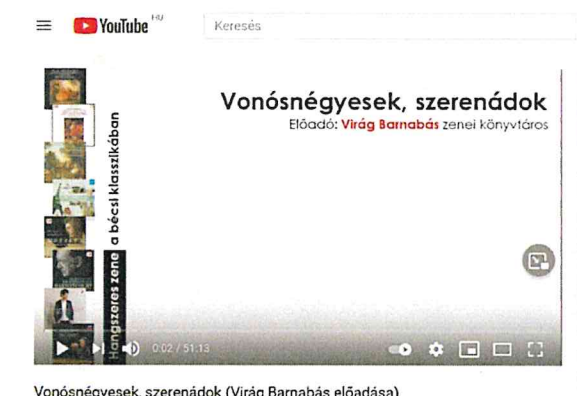 YouTube HU
Keresés
Vonósnégyesek, szerenádok
Előadó: Virág Barnabás zenei könyvtáros
Hangszeres zene a bécsi klasszikában
0:02 / 51:13
Vonósnégyesek, szerenádok (Virág Barnabás előadása)